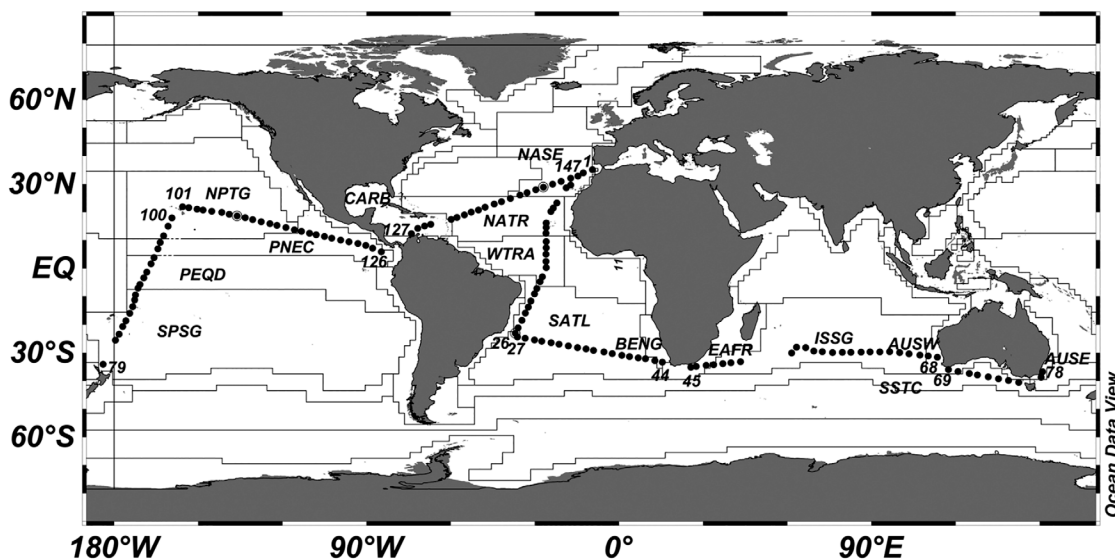 60°N
NASE
147 1
30°N
101 NPTG
CARB
100
NATR
127
PNEC
WTRA
EQ
126
11
PEQD
SPSG
SATL
26
27
BENG
EAFR
ISSG
AUSW
30°S
79
44
45
68
69
AUSE
78
SSTC
60°S
180°W
90°W
0°
90°E
Ocean Data View